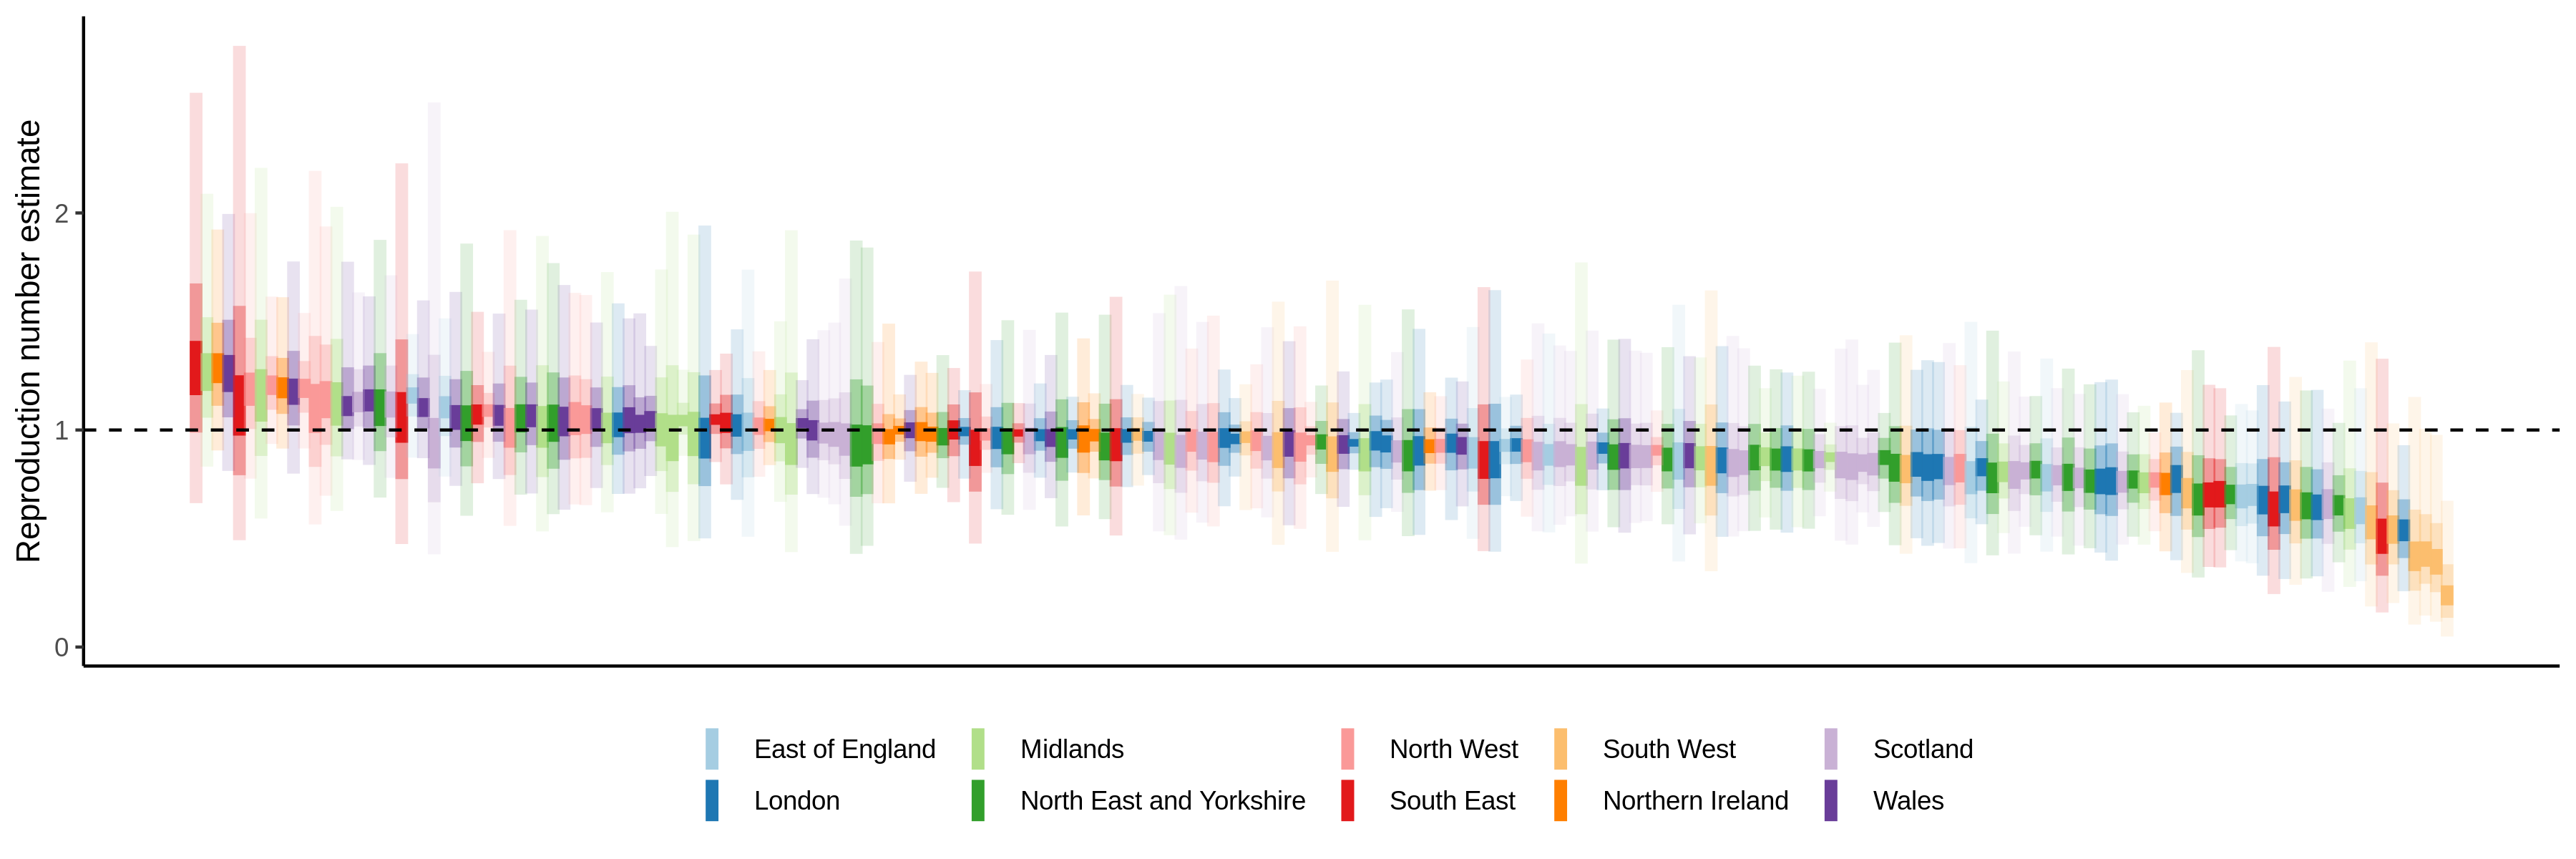 Reproduction number estimate
2
1
0
East of England
Midlands
North West
South West
Scotland
London
North East and Yorkshire
South East
Northern Ireland
Wales